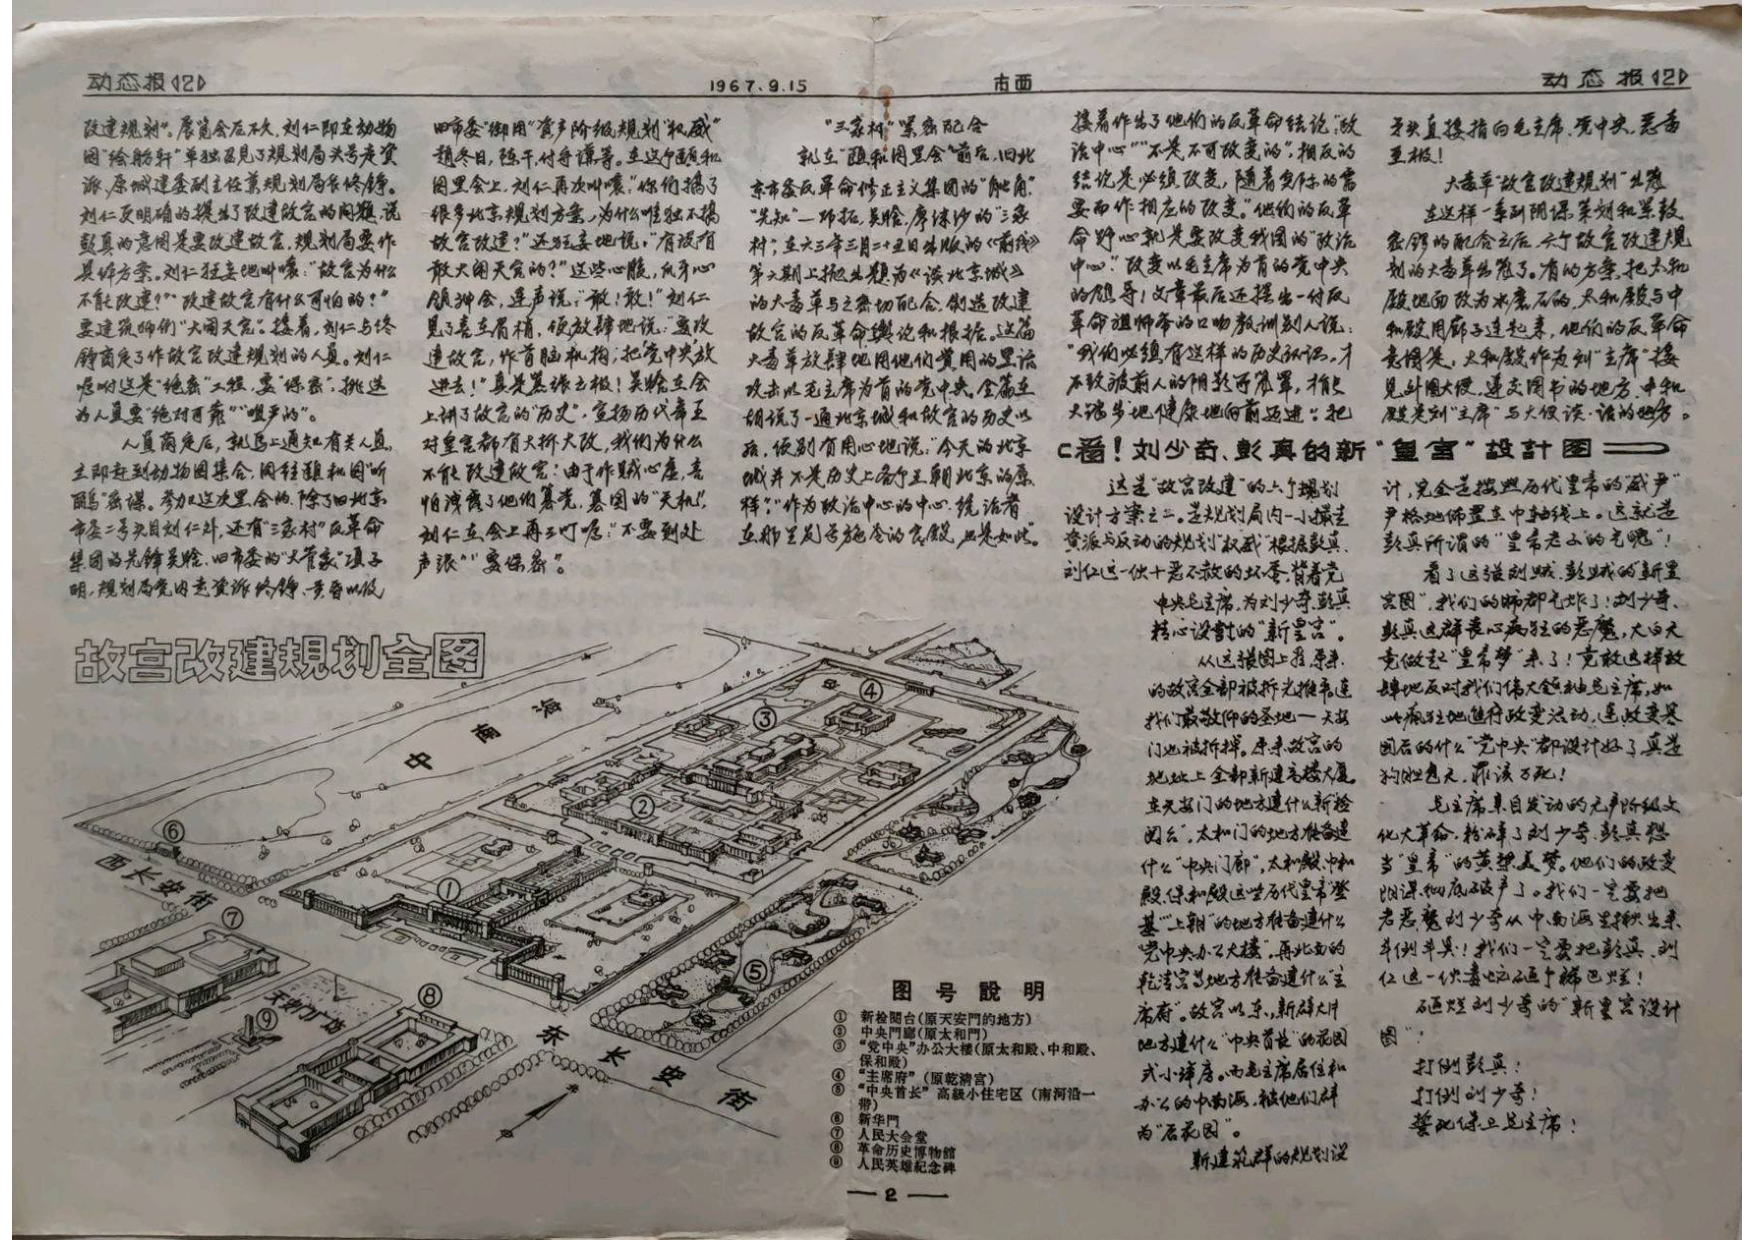 动态报〈2〉
1967.9.15
市西
动态报〈2〉
改建规划”。展览会后不久,刘仁即在动物
园“绘舫轩”单独召见了规划局头号走资
派,原城建委副主任兼规划局长佟铮。
刘仁更明确的提出了改建故宫的问题,说
彭真的意图是要改建故宫,规划局要作
具体方案。刘仁狂妄地叫嚷:“故宫为什么
不能改建?”“改建故宫有什么可怕的?”
要建筑师们“大闹天宫”。接着,刘仁与佟
铮商定了作故宫改建规划的人员。刘仁
嘱咐这是“绝密”工程,要“保密”,挑选
为人员要“绝对可靠”“嘴严的”。
人员商定后,就马上通知有关人员,
立即赶到动物园集合,同往颐和园“听
鹂”密谋。参加这次黑会的,除了旧北京
市委二号头目刘仁外,还有“三家村”反革命
集团的先锋吴晗、旧市委的“大管家”项子
明,规划局党内走资派佟铮、黄昏以及
旧市委“御用”资产阶级规划“权威”
赵冬日,陈干,付守谦等。在这个颐和
园黑会上,刘仁再次叫嚷:“你们搞了
很多北京规划方案,为什么唯独不搞
故宫改建?”还狂妄地说:“有没有
敢大闹天宫的?”这些心腹,爪牙心
领神会,连声说:“敢!敢!”刘仁
见了喜在眉梢,便放肆地说:“要改
建故宫,作首脑机构,把‘党中央’放
进去!”真是嚣张之极!吴晗在会
上讲了故宫的“历史”,宣扬历代帝王
对皇宫都有大拆大改,我们为什么
不能改建故宫!由于作贼心虚,害
怕泄露了他们篡党,篡国的“天机”,
刘仁在会上再三叮咛:“不要到处
声张”“要保密”。
“三家村”紧密配合
就在“颐和园黑会”前后,旧北
京市委反革命修正主义集团的“触角”
“先知”—邓拓,吴晗,廖沫沙的“三家
村”,在六三年三月二十五日出版的《前线》
第六期上抛出题为《谈北京城》
的大毒草与之密切配合,制造改建
故宫的反革命舆论和根据。这篇
大毒草放肆地用他们惯用的黑话
攻击以毛主席为首的党中央。全篇在
胡说了一通北京城和故宫的历史以
后,便别有用心地说:“今天的北京
城并不是历史上各个王朝北京的原
样”,“作为政治中心的中心,统治者
在那里发号施令的宫殿,也是如此”。
接着作出了他们的反革命结论:“政
治中心”“不是不可改变的”,相反的
结论是必须改变,随着实际的需
要而作相应的改变。”他们的反革
命野心就是要改变我国的“政治
中心”,改变以毛主席为首的党中央
的领导!文章最后还摆出一付反
革命祖师爷的口吻教训别人说:
“我们必须有这样的历史知识,才
不致被前人的阴影所笼罩,才能
大踏步地健康地向前迈进”:把
矛头直接指向毛主席,党中央,恶毒
至极!
大毒草“故宫改建规划”出笼
在这样一系列阴谋策划和紧鼓
密锣的配合之后,六个故宫改建规
划的大毒草出笼了。有的方案,把太和
殿地面改为水磨石的,太和殿与中
和殿用廊子连起来,他们的反革命
意图是,太和殿作为刘“主席”接
见外国大使,递交国书的地方,中和
殿是刘“主席”与大使谈话的地方。
看!刘少奇、彭真的新“皇宫”設計图
这是“故宫改建”的六个规划
设计方案之二。是规划局内一小撮走
资派与反动的规划“权威”根据彭真、
刘仁这一伙十恶不赦的坏蛋,背着党
中央毛主席,为刘少奇、彭真
精心设計的“新皇宫”。
从这张图上看,原来
的故宫全部被拆光推平,连
我们最敬仰的圣地—天安
门也被拆掉。原来故宫的
地址上全部新建高楼大厦。
在天安门的地方建什么“新检
阅台”,太和门的地方准备建
什么“中央门廊”,太和殿、中和
殿、保和殿这些历代皇帝“登
基”“上朝”的地方准备建什么
“党中央办公大楼”,再北面的
乾清宫等地方准备建什么“主
席府”。故宫以东,新辟大片
地方建什么“中央首长”的花园
式小洋房。而毛主席居住和
办公的中南海,被他们辟
为“后花园”。
新建筑群的规划设
计,完全是按照历代皇帝的“威严”
严格地佈置在中轴线上。这就是
彭真所谓的“皇帝老子的气魄”!
看了这张刘贼、彭贼的“新皇
宫图”,我们的肺都气炸了!刘少奇、
彭真这群丧心病狂的恶魔,大白天
竟做起“皇帝梦”来了!竟敢这样放
肆地反对我们伟大领袖毛主席,如
此疯狂地进行政变活动,连政变篡
国后的什么“党中央”都设计好了,真是
狗胆包天,罪该万死!
毛主席亲自发动的无产阶级文
化大革命,粉碎了刘少奇、彭真想
当“皇帝”的黄梁美梦。他们的政变
阴谋彻底破产了。我们一定要把
老恶魔刘少奇从中南海里揪出来
斗倒斗臭!我们一定要把彭真、刘
仁这一伙毒蛇砸个稀巴烂!
砸烂刘少奇的“新皇宫设计
图”!
打倒彭真!
打倒刘少奇!
誓死保卫毛主席!
故宫改建規划全图
中南海
西长安街
天安门广场
东长安街
① ② ③ ④ ⑤ ⑥ ⑦ ⑧ ⑨
图号說明
① 新检閱台(原天安門的地方)
② 中央門廊(原太和門)
③ “党中央”办公大楼(原太和殿、中和殿、
保和殿)
④ “主席府”(原乾清宫)
⑤ “中央首长”高級小住宅区(南河沿一
带)
⑥ 新华門
⑦ 人民大会堂
⑧ 革命历史博物館
⑨ 人民英雄紀念碑
—2—